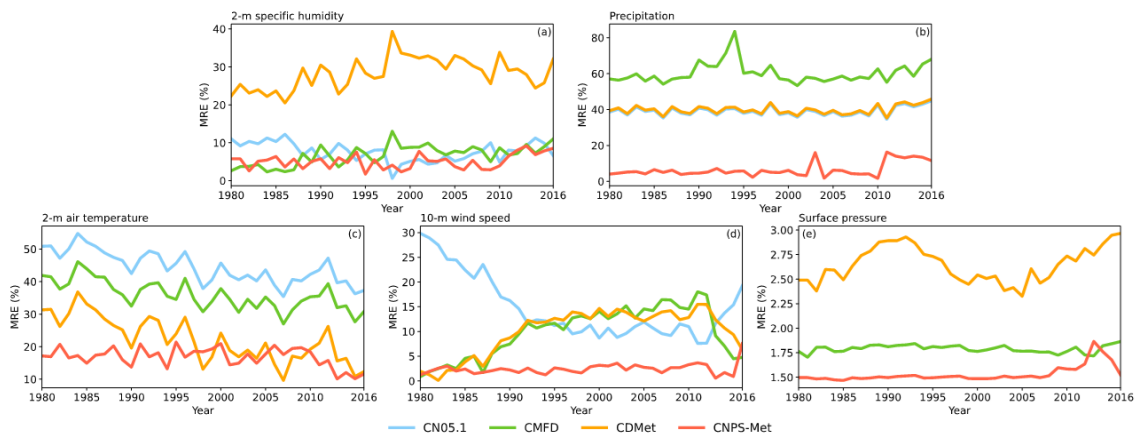 2-m specific humidity
(a)
MRE (%)
40
30
20
10
0
1980 1985 1990 1995 2000 2005 2010 2016
Year
Precipitation
(b)
MRE (%)
80
60
40
20
0
1980 1985 1990 1995 2000 2005 2010 2016
Year
2-m air temperature
(c)
MRE (%)
50
40
30
20
10
1980 1985 1990 1995 2000 2005 2010 2016
Year
10-m wind speed
(d)
MRE (%)
30
25
20
15
10
5
0
1980 1985 1990 1995 2000 2005 2010 2016
Year
Surface pressure
(e)
MRE (%)
3.00
2.75
2.50
2.25
2.00
1.75
1.50
1980 1985 1990 1995 2000 2005 2010 2016
Year
CN05.1 CMFD CDMet CNPS-Met